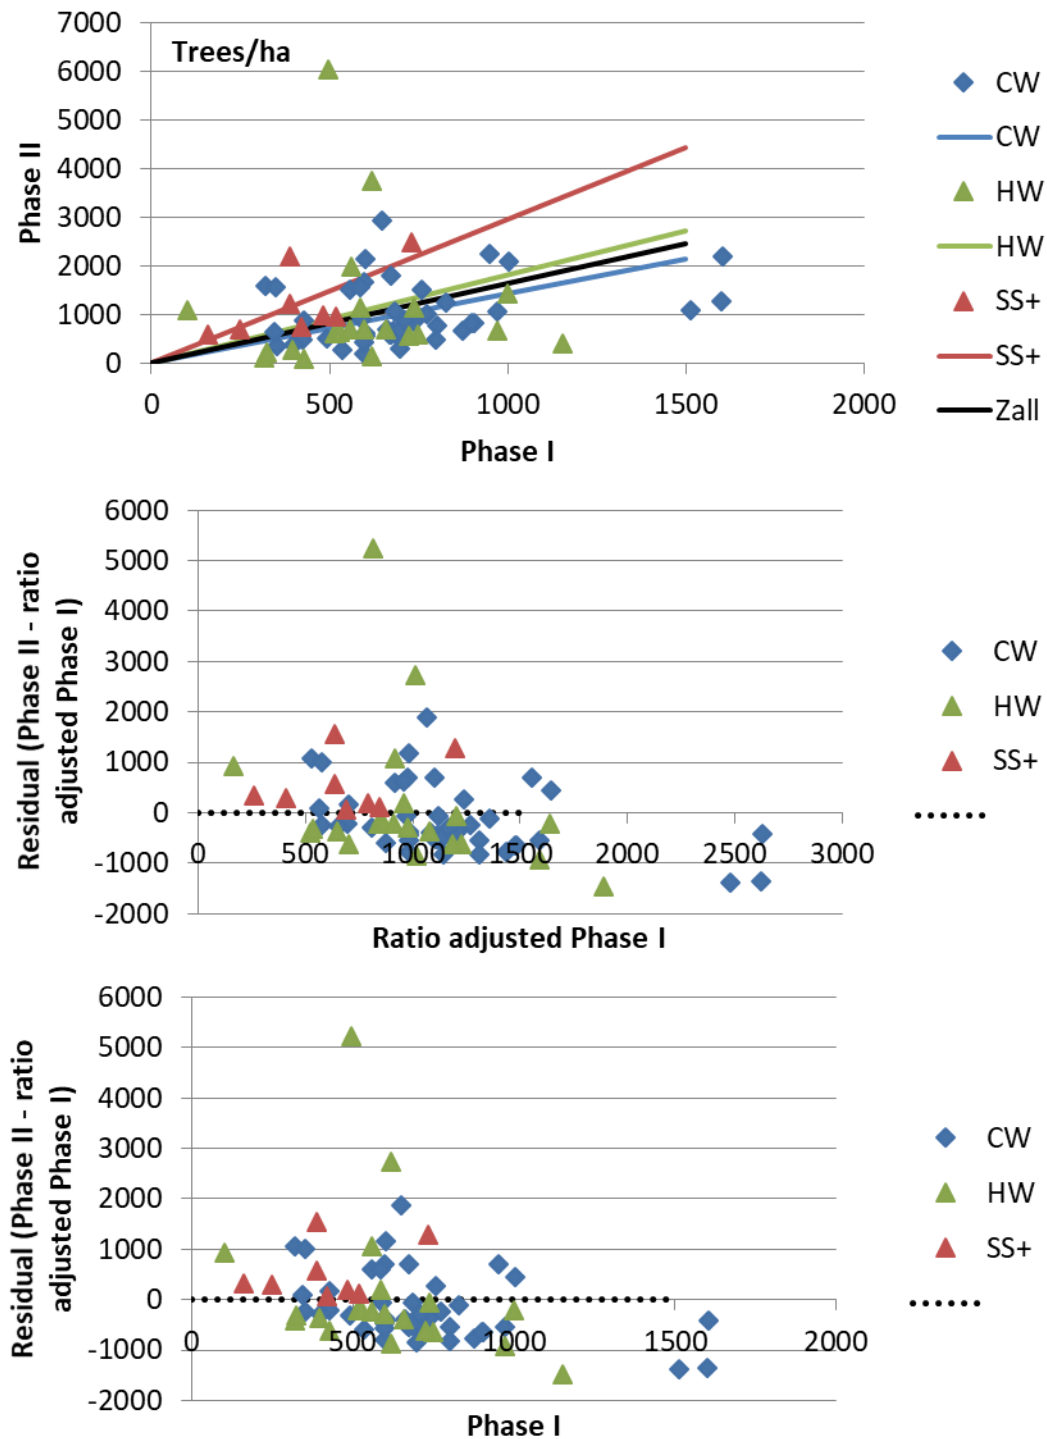 7000
Trees/ha
6000
5000
4000
3000
2000
1000
0
0 500 1000 1500 2000
Phase II
Phase I
CW
CW
HW
HW
SS+
SS+
Zall
6000
5000
4000
3000
2000
1000
0
-1000
-2000
0 500 1000 1500 2000 2500 3000
Residual (Phase II - ratio
adjusted Phase I)
Ratio adjusted Phase I
CW
HW
SS+
6000
5000
4000
3000
2000
1000
0
-1000
-2000
0 500 1000 1500 2000
Residual (Phase II - ratio
adjusted Phase I)
Phase I
CW
HW
SS+